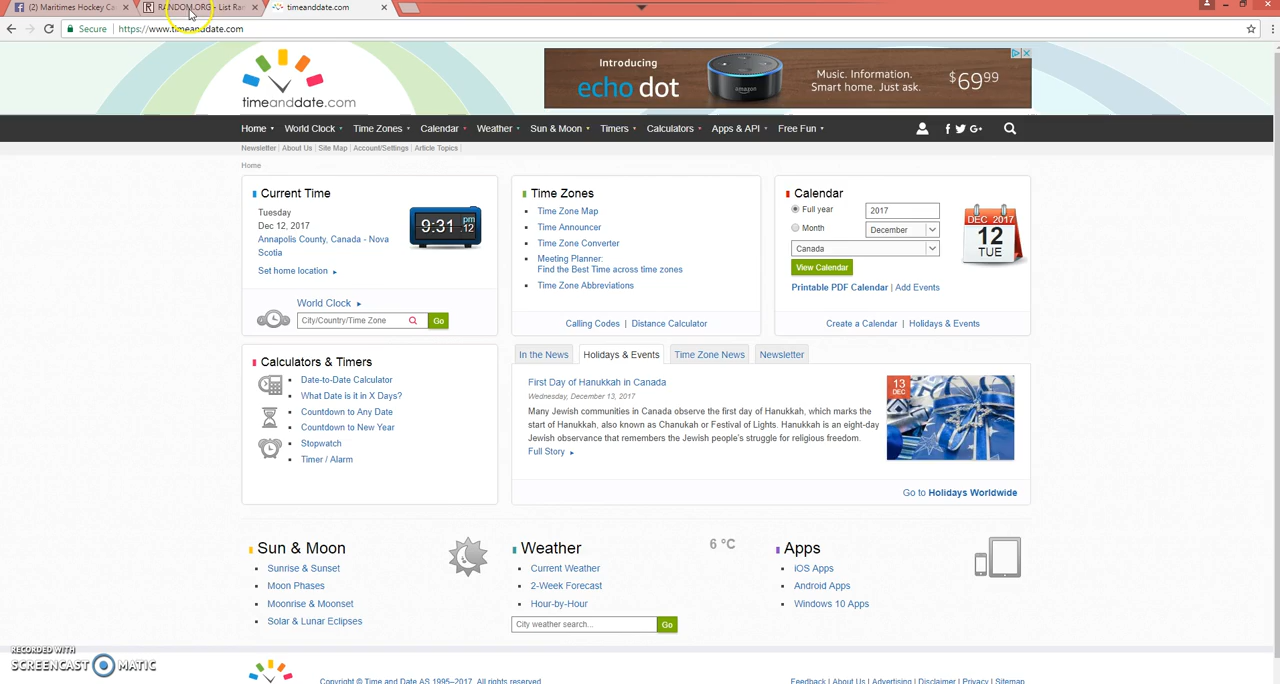 (2) Maritimes Hockey Ca
RANDOM.ORG - List Ra
timeanddate.com
Secure
https://www.timeanddate.com
timeanddate.com
Introducing
echo dot
amazon
Music. Information.
Smart home. Just ask.
$69.99
Home
World Clock
Time Zones
Calendar
Weather
Sun & Moon
Timers
Calculators
Apps & API
Free Fun
Newsletter
About Us
Site Map
Account/Settings
Article Topics
Home
Current Time
Tuesday
Dec 12, 2017
Annapolis County, Canada - Nova
Scotia
Set home location
9:31 pm
12
World Clock
City/Country/Time Zone
Go
Time Zones
Time Zone Map
Time Announcer
Time Zone Converter
Meeting Planner:
Find the Best Time across time zones
Time Zone Abbreviations
Calling Codes | Distance Calculator
Calendar
Full year
2017
Month
December
Canada
View Calendar
DEC 2017
12
TUE
Printable PDF Calendar | Add Events
Create a Calendar | Holidays & Events
Calculators & Timers
Date-to-Date Calculator
What Date is it in X Days?
Countdown to Any Date
Countdown to New Year
Stopwatch
Timer / Alarm
In the News
Holidays & Events
Time Zone News
Newsletter
First Day of Hanukkah in Canada
Wednesday, December 13, 2017
Many Jewish communities in Canada observe the first day of Hanukkah, which marks the
start of Hanukkah, also known as Chanukah or Festival of Lights. Hanukkah is an eight-day
Jewish observance that remembers the Jewish people's struggle for religious freedom.
Full Story
13
DEC
Go to Holidays Worldwide
Sun & Moon
Sunrise & Sunset
Moon Phases
Moonrise & Moonset
Solar & Lunar Eclipses
Weather
6 °C
Current Weather
2-Week Forecast
Hour-by-Hour
City weather search...
Go
Apps
iOS Apps
Android Apps
Windows 10 Apps
RECORDED WITH
SCREENCAST MATIC
Copyright © Time and Date AS 1995–2017. All rights reserved.
Feedback | About Us | Advertising | Disclaimer | Privacy | Sitemap